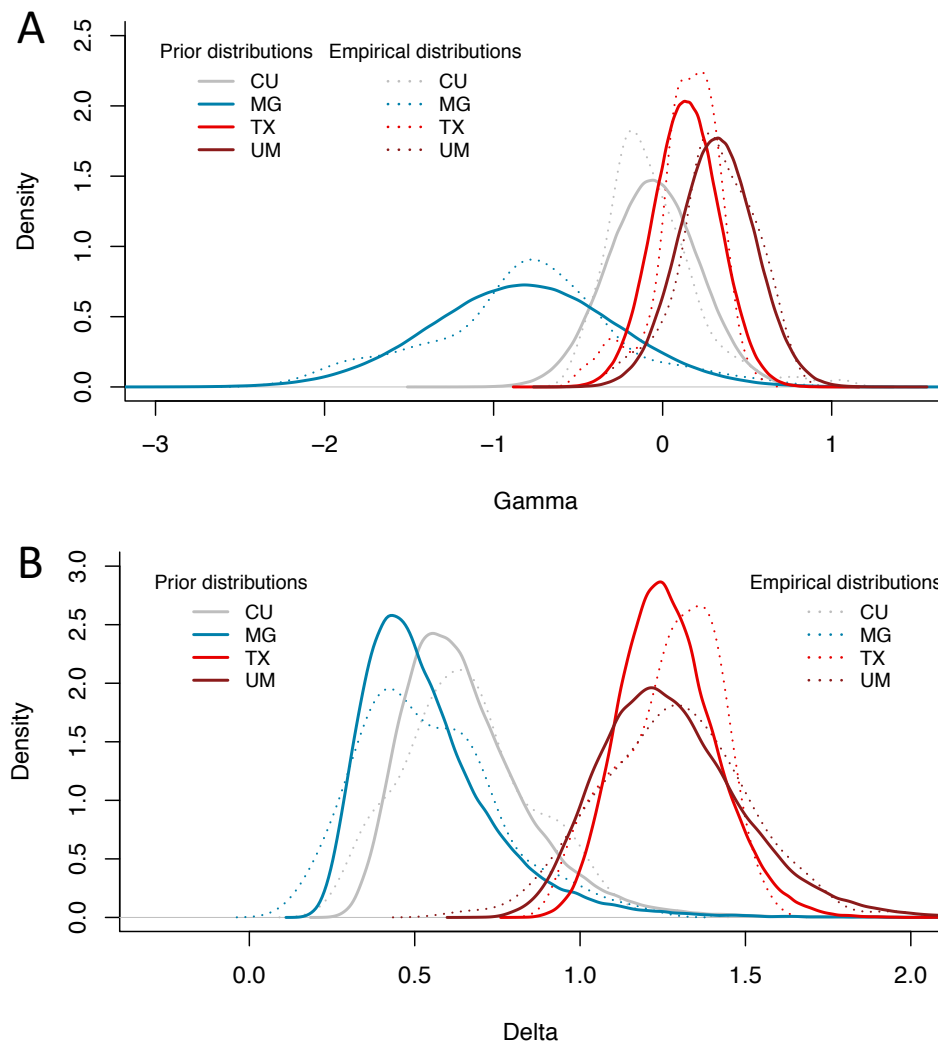 A
Prior distributions Empirical distributions
CU CU
MG MG
TX TX
UM UM
Density
0.0 0.5 1.0 1.5 2.0 2.5
−3 −2 −1 0 1
Gamma
B
Prior distributions Empirical distributions
CU CU
MG MG
TX TX
UM UM
Density
0.0 0.5 1.0 1.5 2.0 2.5 3.0
0.0 0.5 1.0 1.5 2.0
Delta